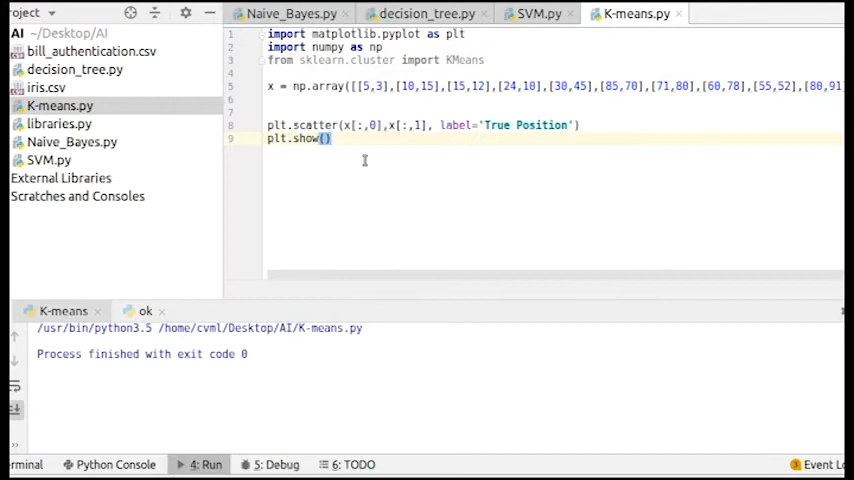 roject
Naive_Bayes.py
decision_tree.py
SVM.py
K-means.py
AI ~/Desktop/AI
bill_authentication.csv
decision_tree.py
iris.csv
K-means.py
libraries.py
Naive_Bayes.py
SVM.py
External Libraries
Scratches and Consoles
1 import matplotlib.pyplot as plt
2 import numpy as np
3 from sklearn.cluster import KMeans
4
5 x = np.array([[5,3],[10,15],[15,12],[24,10],[30,45],[85,70],[71,80],[60,78],[55,52],[80,91]
6
7
8 plt.scatter(x[:,0],x[:,1], label='True Position')
9 plt.show()
K-means
ok
/usr/bin/python3.5 /home/cvml/Desktop/AI/K-means.py
Process finished with exit code 0
erminal
Python Console
4: Run
5: Debug
6: TODO
3 Event Lo